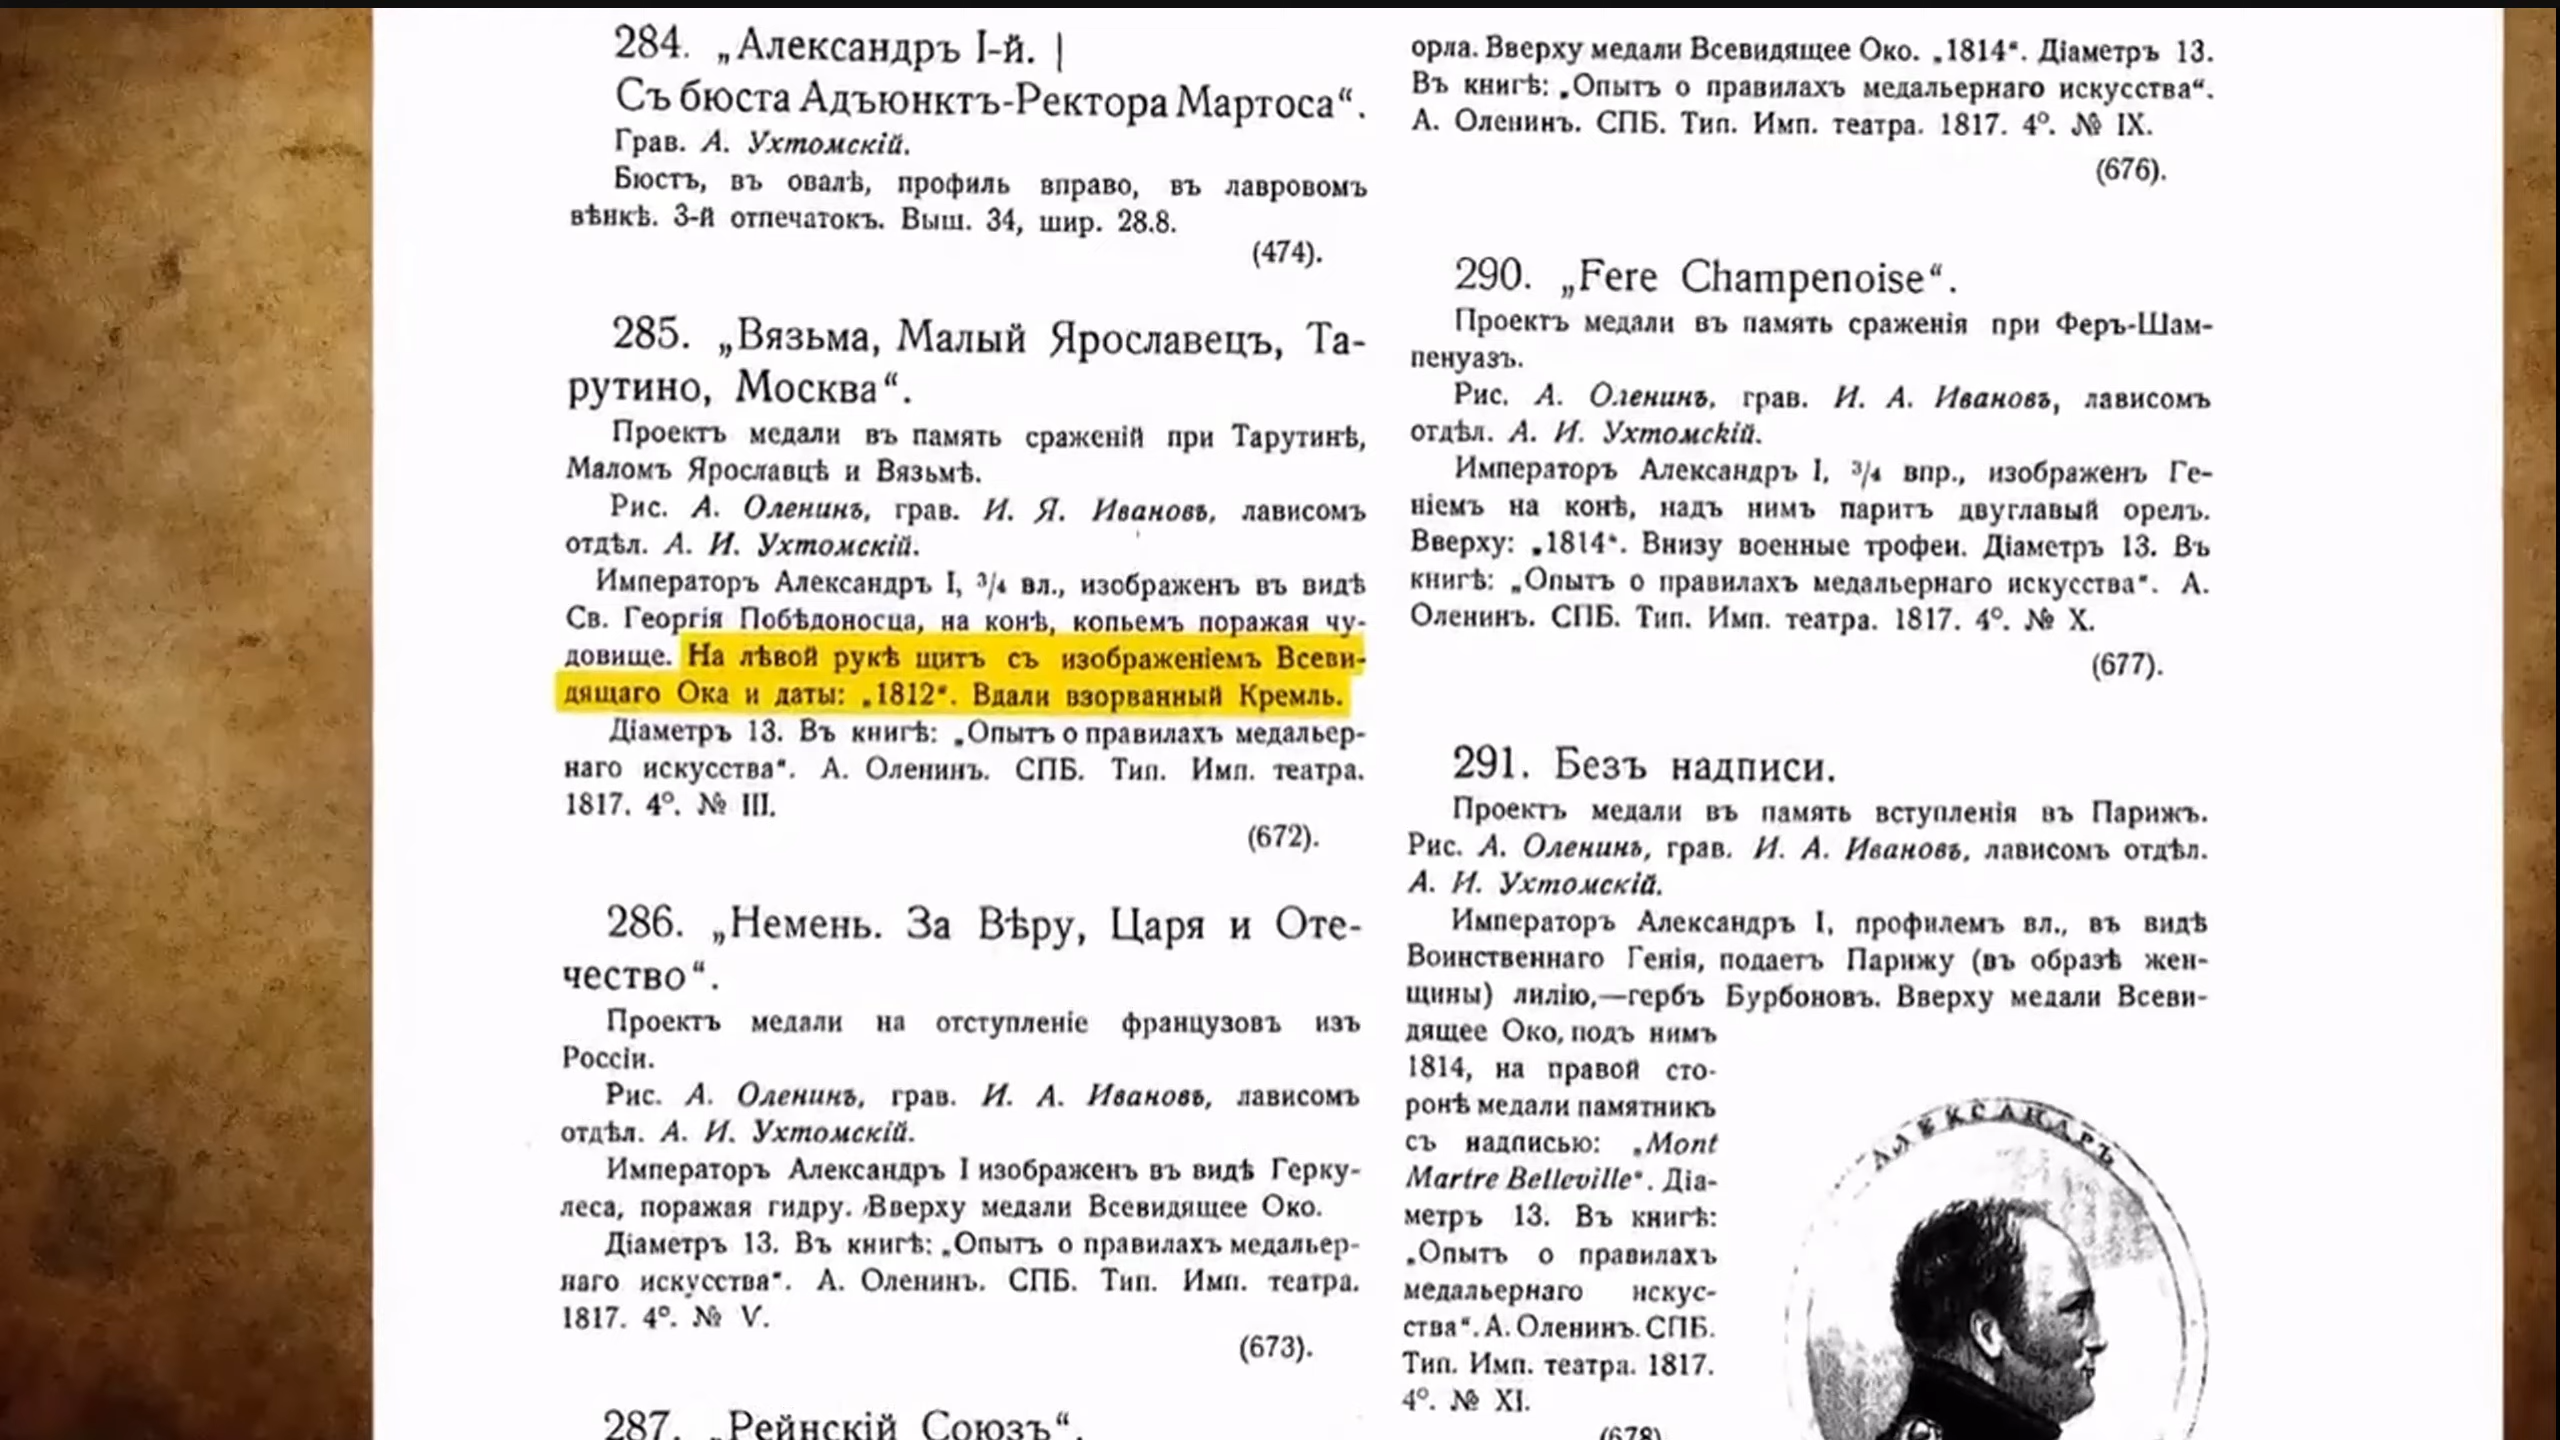 284. „Александръ I-й. |
Съ бюста Адъюнктъ-Ректора Мартоса“.
Грав. А. Ухтомскій.
Бюстъ, въ овалѣ, профиль вправо, въ лавровомъ
вѣнкѣ. 3-й отпечатокъ. Выш. 34, шир. 28.8.
(474).
285. „Вязьма, Малый Ярославецъ, Та-
рутино, Москва“.
Проектъ медали въ память сраженій при Тарутинѣ,
Маломъ Ярославцѣ и Вязьмѣ.
Рис. А. Оленинъ, грав. И. Я. Ивановъ, лависомъ
отдѣл. А. И. Ухтомскій.
Императоръ Александръ I, 3/4 вл., изображенъ въ видѣ
Св. Георгія Побѣдоносца, на конѣ, копьемъ поражая чу-
довище. На лѣвой рукѣ щитъ съ изображеніемъ Всеви-
дящаго Ока и даты: „1812“. Вдали взорванный Кремль.
Діаметръ 13. Въ книгѣ: „Опытъ о правилахъ медальер-
наго искусства“. А. Оленинъ. СПБ. Тип. Имп. театра.
1817. 4°. № III.
(672).
286. „Немень. За Вѣру, Царя и Оте-
чество“.
Проектъ медали на отступленіе французовъ изъ
Россіи.
Рис. А. Оленинъ, грав. И. А. Ивановъ, лависомъ
отдѣл. А. И. Ухтомскій.
Императоръ Александръ I изображенъ въ видѣ Герку-
леса, поражая гидру. Вверху медали Всевидящее Око.
Діаметръ 13. Въ книгѣ: „Опытъ о правилахъ медальер-
наго искусства“. А. Оленинъ. СПБ. Тип. Имп. театра.
1817. 4°. № V.
(673).
287. „Рейнскій Союзъ“.
орла. Вверху медали Всевидящее Око. „1814“. Діаметръ 13.
Въ книгѣ: „Опытъ о правилахъ медальернаго искусства“.
А. Оленинъ. СПБ. Тип. Имп. театра. 1817. 4°. № IX.
(676).
290. „Fere Champenoise“.
Проектъ медали въ память сраженія при Феръ-Шам-
пенуазъ.
Рис. А. Оленинъ, грав. И. А. Ивановъ, лависомъ
отдѣл. А. И. Ухтомскій.
Императоръ Александръ I, 3/4 впр., изображенъ Ге-
ніемъ на конѣ, надъ нимъ паритъ двуглавый орелъ.
Вверху: „1814“. Внизу военные трофеи. Діаметръ 13. Въ
книгѣ: „Опытъ о правилахъ медальернаго искусства“. А.
Оленинъ. СПБ. Тип. Имп. театра. 1817. 4°. № X.
(677).
291. Безъ надписи.
Проектъ медали въ память вступленія въ Парижъ.
Рис. А. Оленинъ, грав. И. А. Ивановъ, лависомъ отдѣл.
А. И. Ухтомскій.
Императоръ Александръ I, профилемъ вл., въ видѣ
Воинственнаго Генія, подаетъ Парижу (въ образѣ жен-
щины) лилію,—гербъ Бурбоновъ. Вверху медали Всеви-
дящее Око, подъ нимъ
1814, на правой сто-
ронѣ медали памятникъ
съ надписью: „Mont
Martre Belleville“. Діа-
метръ 13. Въ книгѣ:
„Опытъ о правилахъ
медальернаго искус-
ства“. А. Оленинъ. СПБ.
Тип. Имп. театра. 1817.
4°. № XI.
(678)
АЛЕКСАНДРЪ